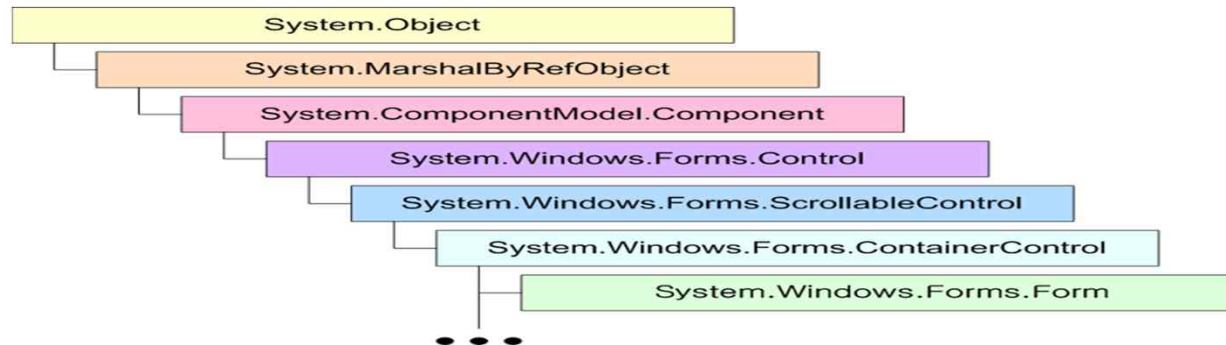 System.Object
System.MarshalByRefObject
System.ComponentModel.Component
System.Windows.Forms.Control
System.Windows.Forms.ScrollableControl
System.Windows.Forms.ContainerControl
System.Windows.Forms.Form